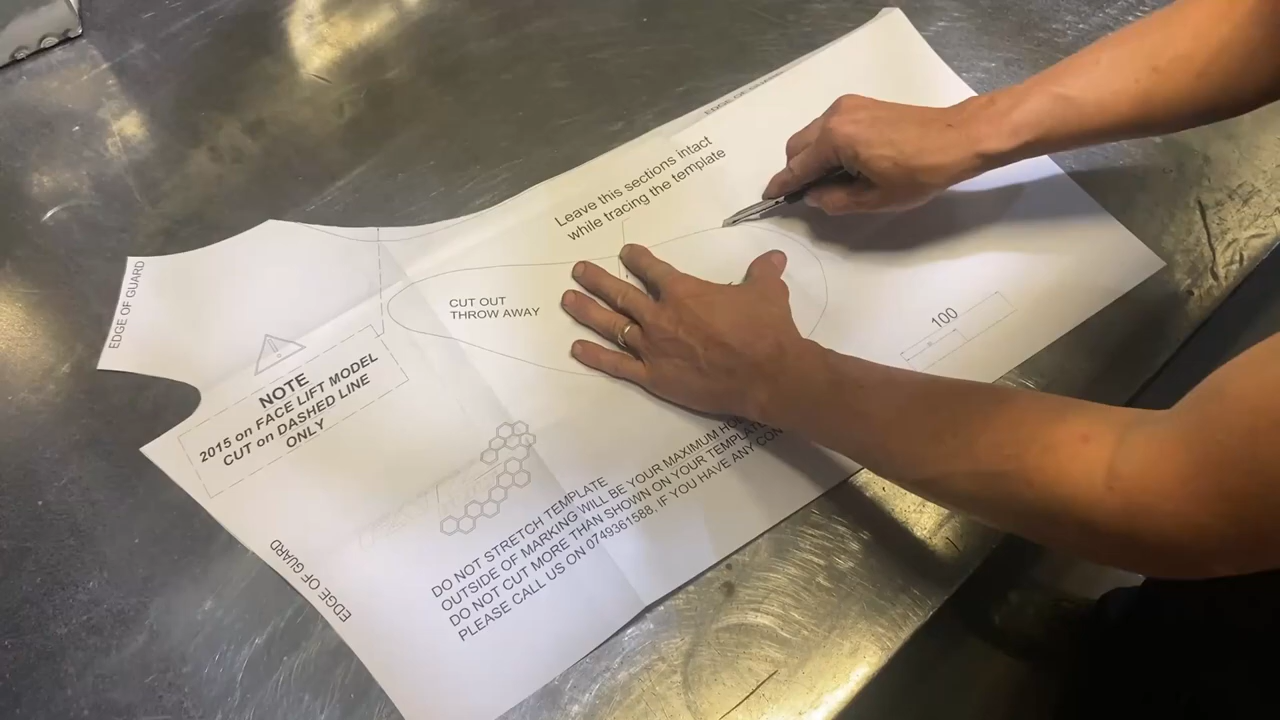 EDGE OF GUARD
Leave this sections intact
while tracing the template
EDGE OF GUARD
CUT OUT
THROW AWAY
100
NOTE
2015 on FACE LIFT MODEL
CUT on DASHED LINE
ONLY
DO NOT STRETCH TEMPLATE
OUTSIDE OF MARKING WILL BE YOUR MAXIMUM
DO NOT CUT MORE THAN SHOWN ON YOUR TEMPLATE
PLEASE CALL US ON 0749361588, IF YOU HAVE ANY
EDGE OF GUARD